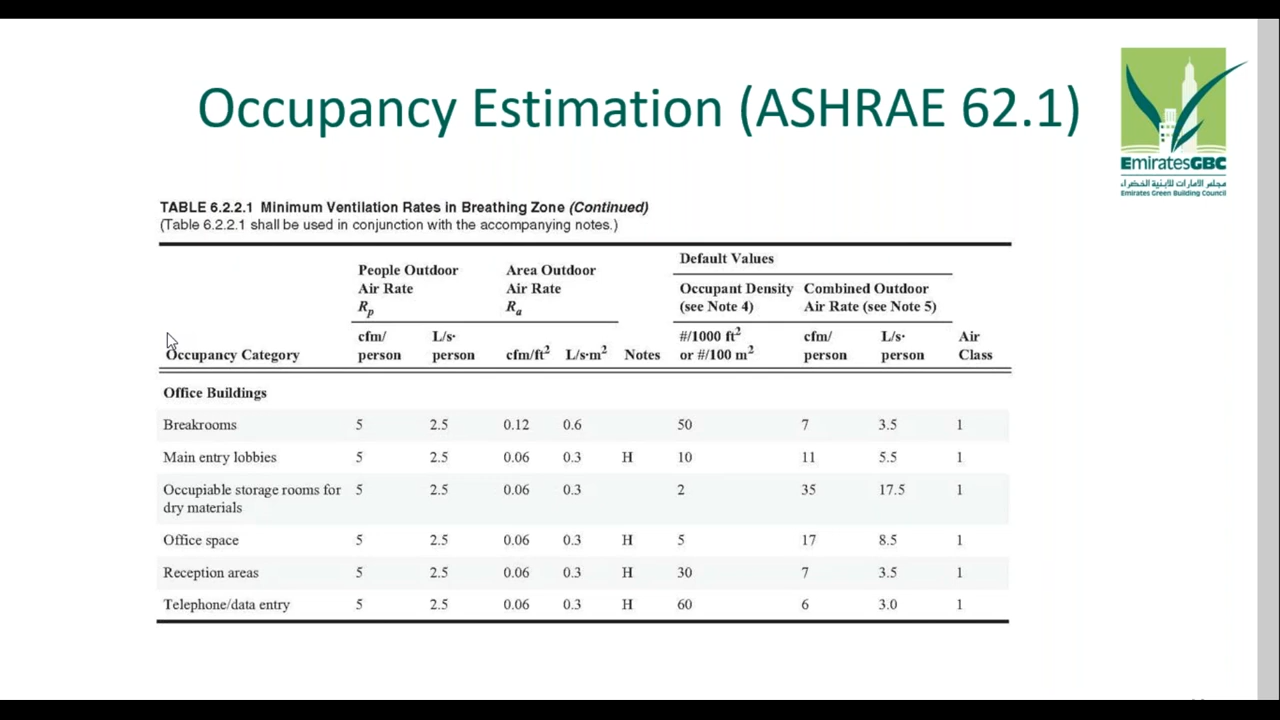 Occupancy Estimation (ASHRAE 62.1)
EmiratesGBC
مجلس الامارات للأبنية الخضراء
Emirates Green Building Council
TABLE 6.2.2.1 Minimum Ventilation Rates in Breathing Zone (Continued)
(Table 6.2.2.1 shall be used in conjunction with the accompanying notes.)
Default Values
People Outdoor Air Rate Rp
Area Outdoor Air Rate Ra
Occupant Density (see Note 4)
Combined Outdoor Air Rate (see Note 5)
Occupancy Category cfm/person L/s·person cfm/ft² L/s·m² Notes #/1000 ft² or #/100 m² cfm/person L/s·person Air Class
Office Buildings
Breakrooms 5 2.5 0.12 0.6 50 7 3.5 1
Main entry lobbies 5 2.5 0.06 0.3 H 10 11 5.5 1
Occupiable storage rooms for 5 2.5 0.06 0.3 2 35 17.5 1
dry materials
Office space 5 2.5 0.06 0.3 H 5 17 8.5 1
Reception areas 5 2.5 0.06 0.3 H 30 7 3.5 1
Telephone/data entry 5 2.5 0.06 0.3 H 60 6 3.0 1